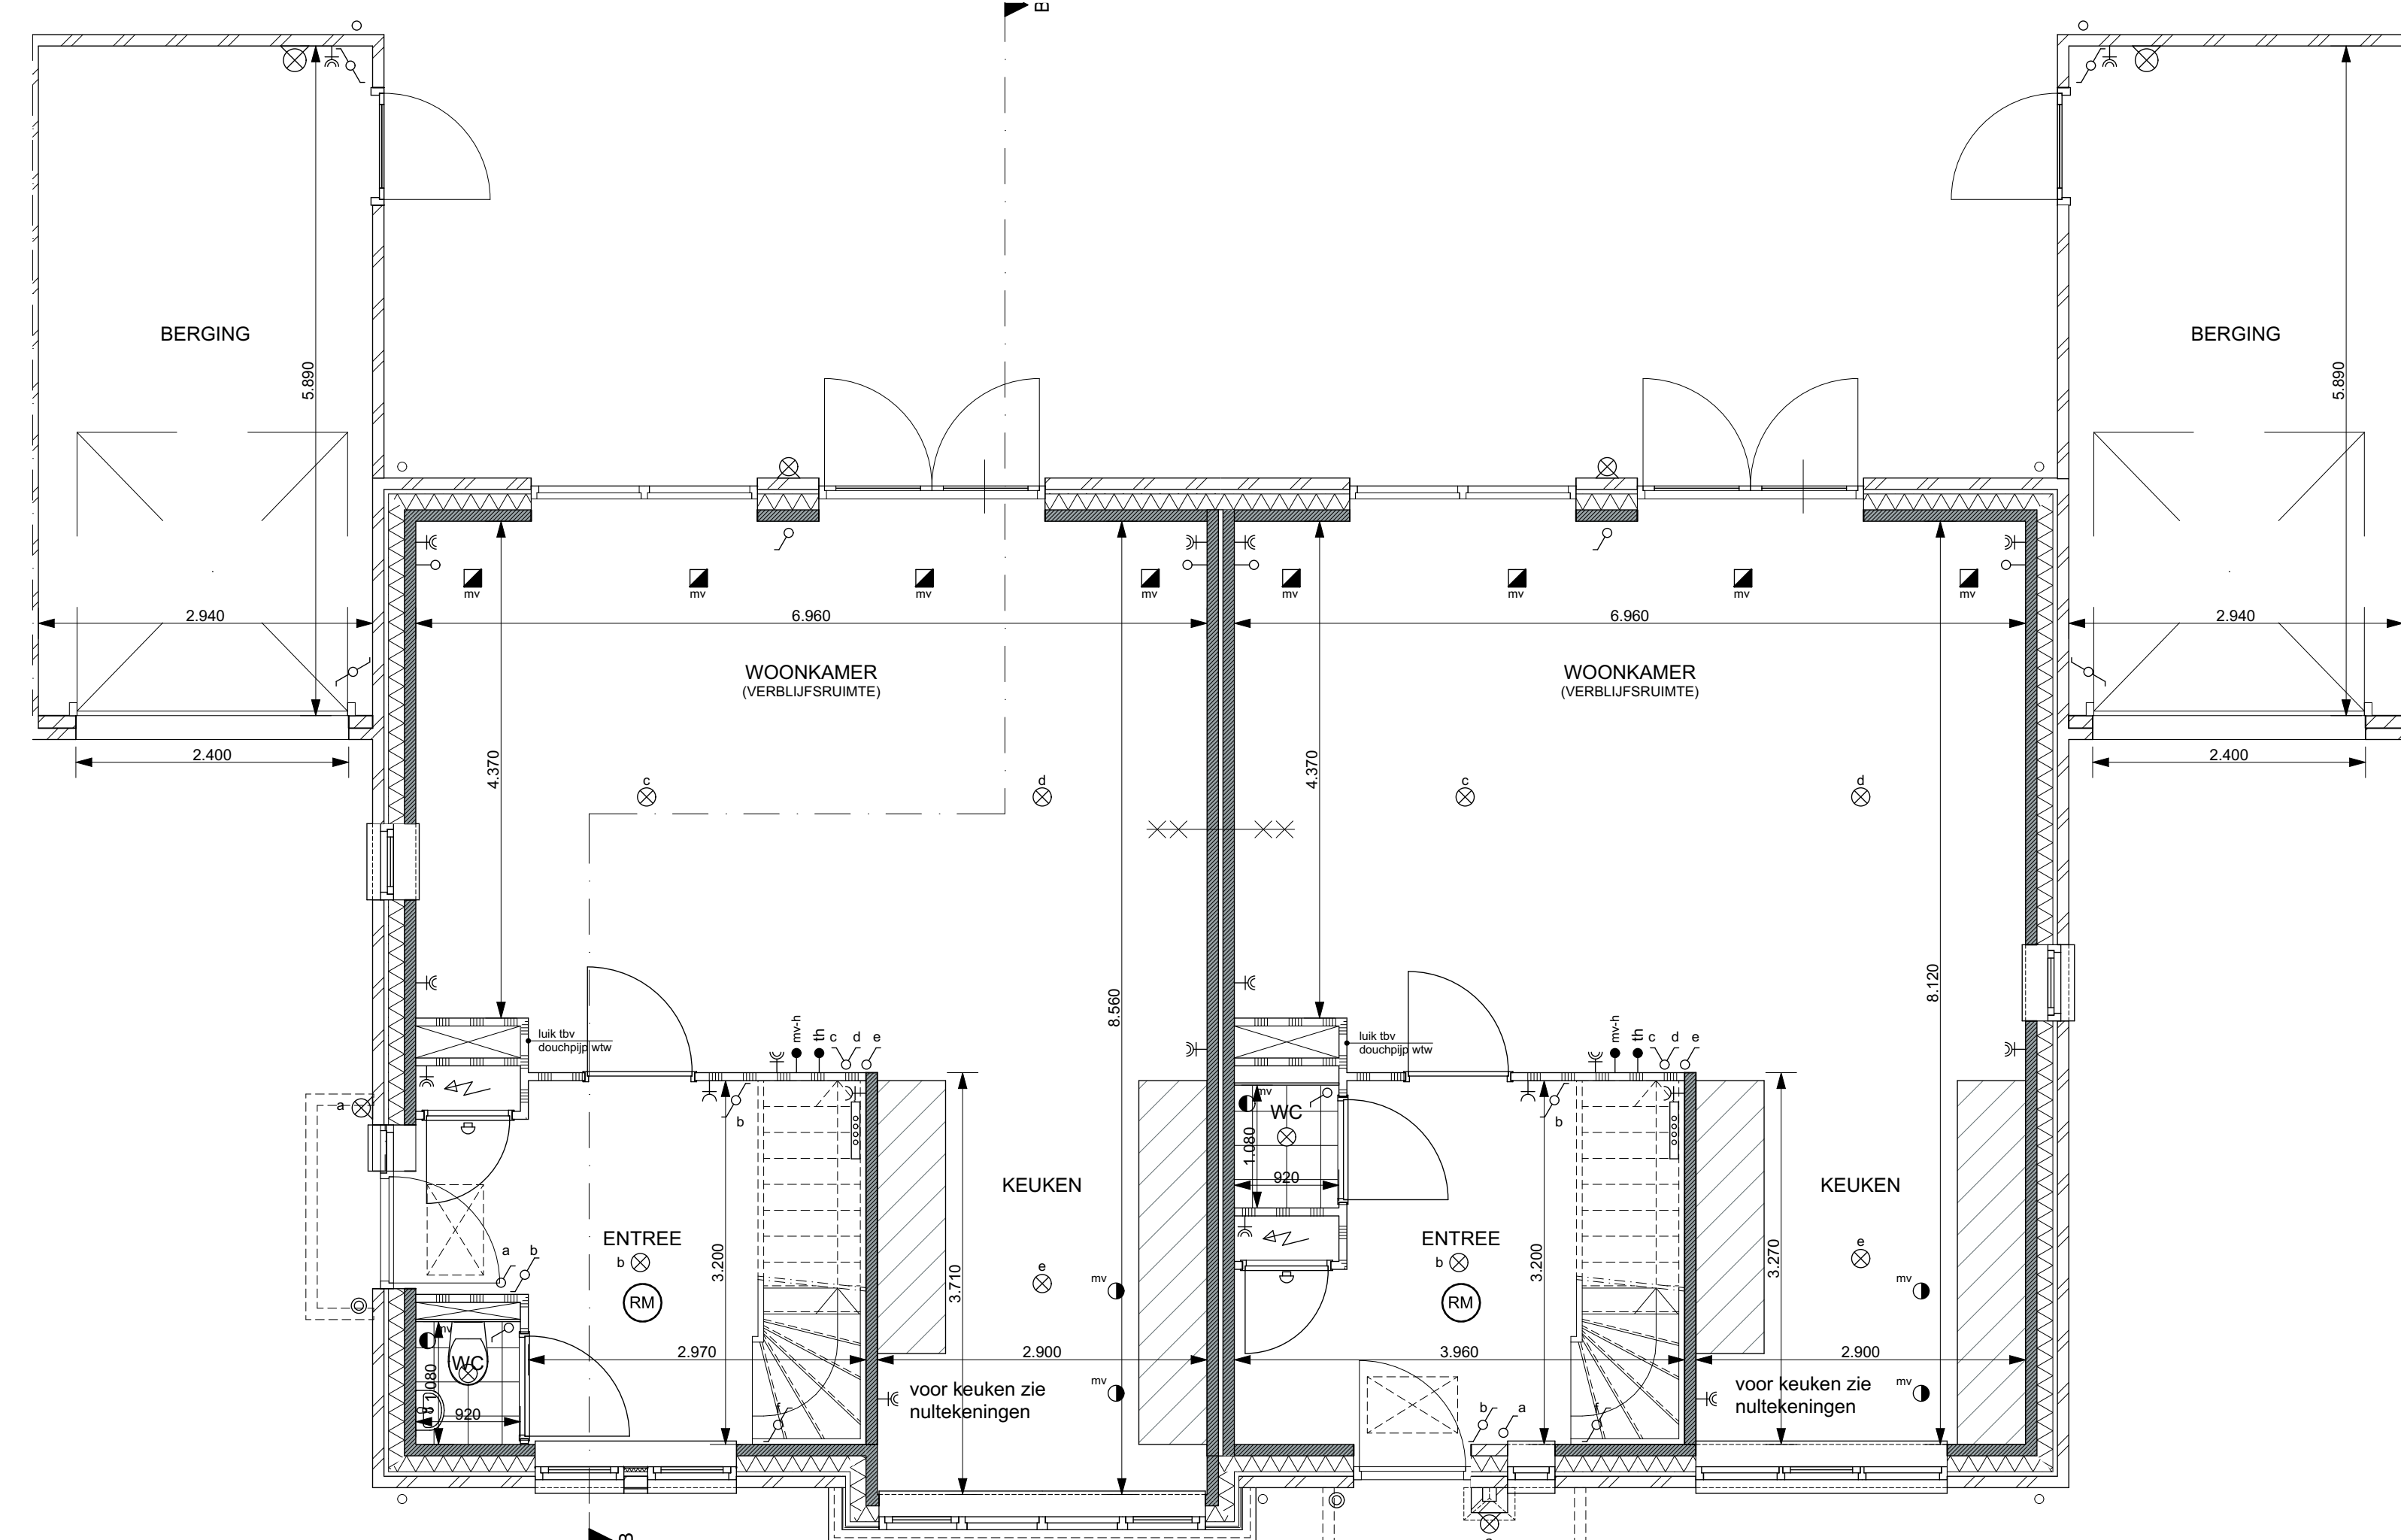 B
BERGING
5.890
BERGING
5.890
mv
mv
mv
mv
mv
mv
mv
mv
2.940
6.960
6.960
2.940
WOONKAMER
(VERBLIJFSRUIMTE)
WOONKAMER
(VERBLIJFSRUIMTE)
2.400
4.370
4.370
2.400
c
d
c
d
8.560
8.120
luik tbv
douchpijp wtw
mv-h
th
c
d
e
luik tbv
douchpijp wtw
mv-h
th
c
d
e
a
b
mv
WC
1.080
920
b
KEUKEN
KEUKEN
ENTREE
b
RM
a
b
3.200
3.710
e
mv
ENTREE
b
RM
3.200
3.270
e
mv
mv
WC
1.080
920
2.970
2.900
3.960
2.900
voor keuken zie
nultekeningen
mv
voor keuken zie
nultekeningen
mv
f
b
a
f
B